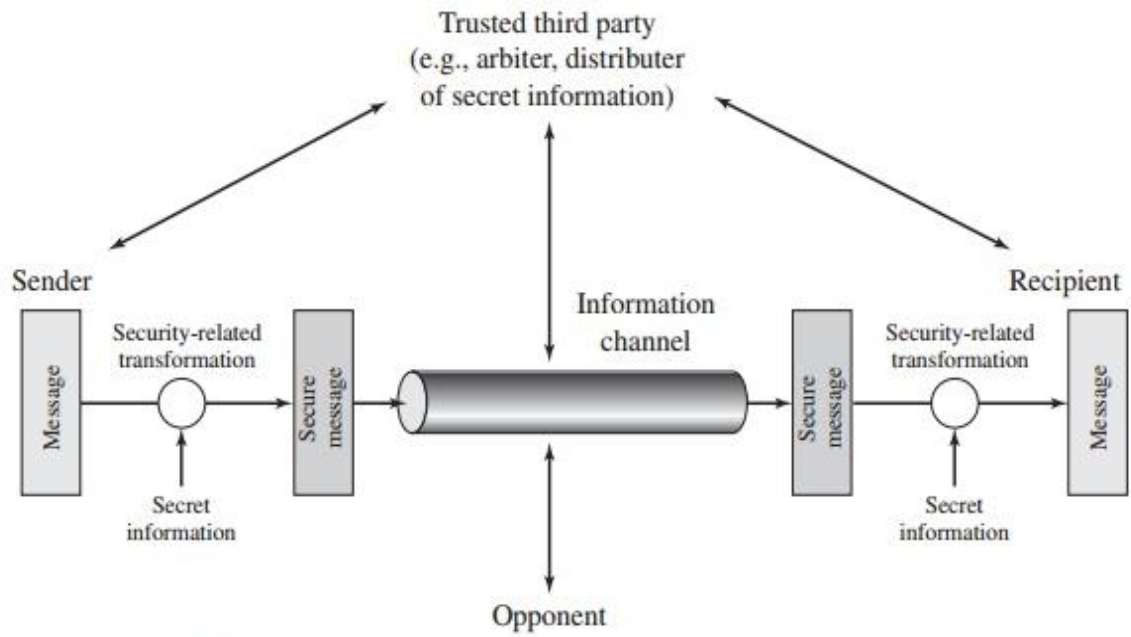 Trusted third party
(e.g., arbiter, distributer
of secret information)
Sender
Recipient
Information
channel
Security-related
transformation
Security-related
transformation
Message
Secure
message
Secure
message
Message
Secret
information
Secret
information
Opponent